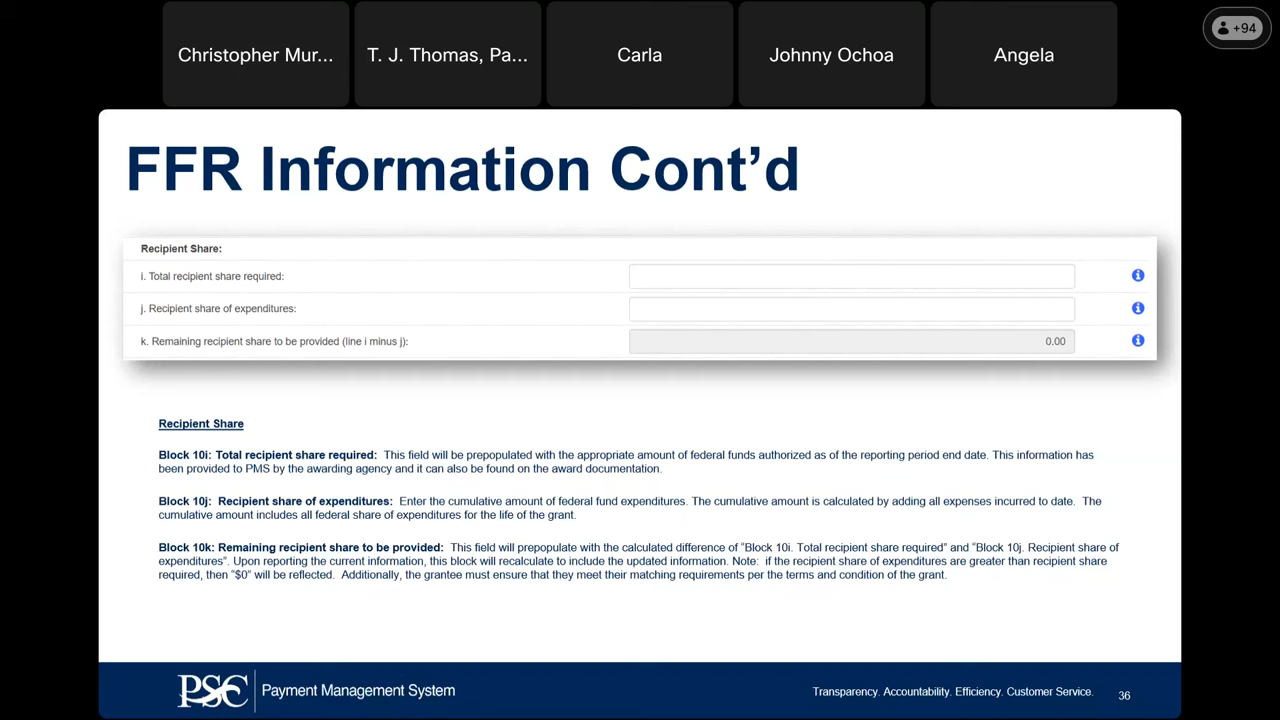 Christopher Mur...
T. J. Thomas, Pa...
Carla
Johnny Ochoa
Angela
+94
FFR Information Cont’d
Recipient Share:
i. Total recipient share required:
j. Recipient share of expenditures:
k. Remaining recipient share to be provided (line i minus j):
0.00
Recipient Share
Block 10i: Total recipient share required: This field will be prepopulated with the appropriate amount of federal funds authorized as of the reporting period end date. This information has
been provided to PMS by the awarding agency and it can also be found on the award documentation.
Block 10j: Recipient share of expenditures: Enter the cumulative amount of federal fund expenditures. The cumulative amount is calculated by adding all expenses incurred to date. The
cumulative amount includes all federal share of expenditures for the life of the grant.
Block 10k: Remaining recipient share to be provided: This field will prepopulate with the calculated difference of “Block 10i. Total recipient share required” and “Block 10j. Recipient share of
expenditures”. Upon reporting the current information, this block will recalculate to include the updated information. Note: if the recipient share of expenditures are greater than recipient share
required, then “$0” will be reflected. Additionally, the grantee must ensure that they meet their matching requirements per the terms and condition of the grant.
PSC Payment Management System
Transparency. Accountability. Efficiency. Customer Service.
36